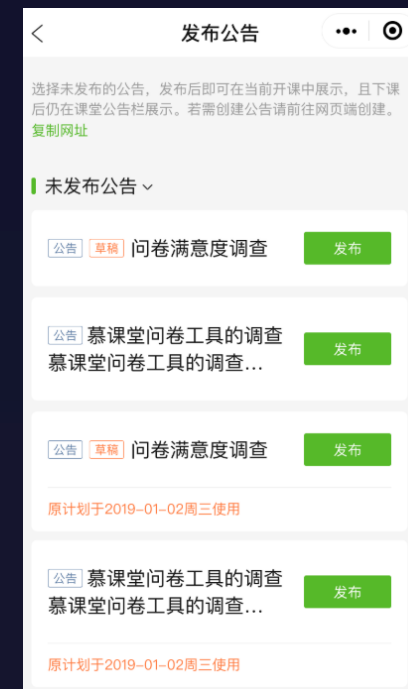 发布公告
选择未发布的公告，发布后即可在当前开课中展示，且下课
后仍在课堂公告栏展示。若需创建公告请前往网页端创建。
复制网址
未发布公告
公告 草稿 问卷满意度调查 发布
公告 慕课堂问卷工具的调查
慕课堂问卷工具的调查...
发布
公告 草稿 问卷满意度调查 发布
原计划于2019-01-02周三使用
公告 慕课堂问卷工具的调查
慕课堂问卷工具的调查...
发布
原计划于2019-01-02周三使用